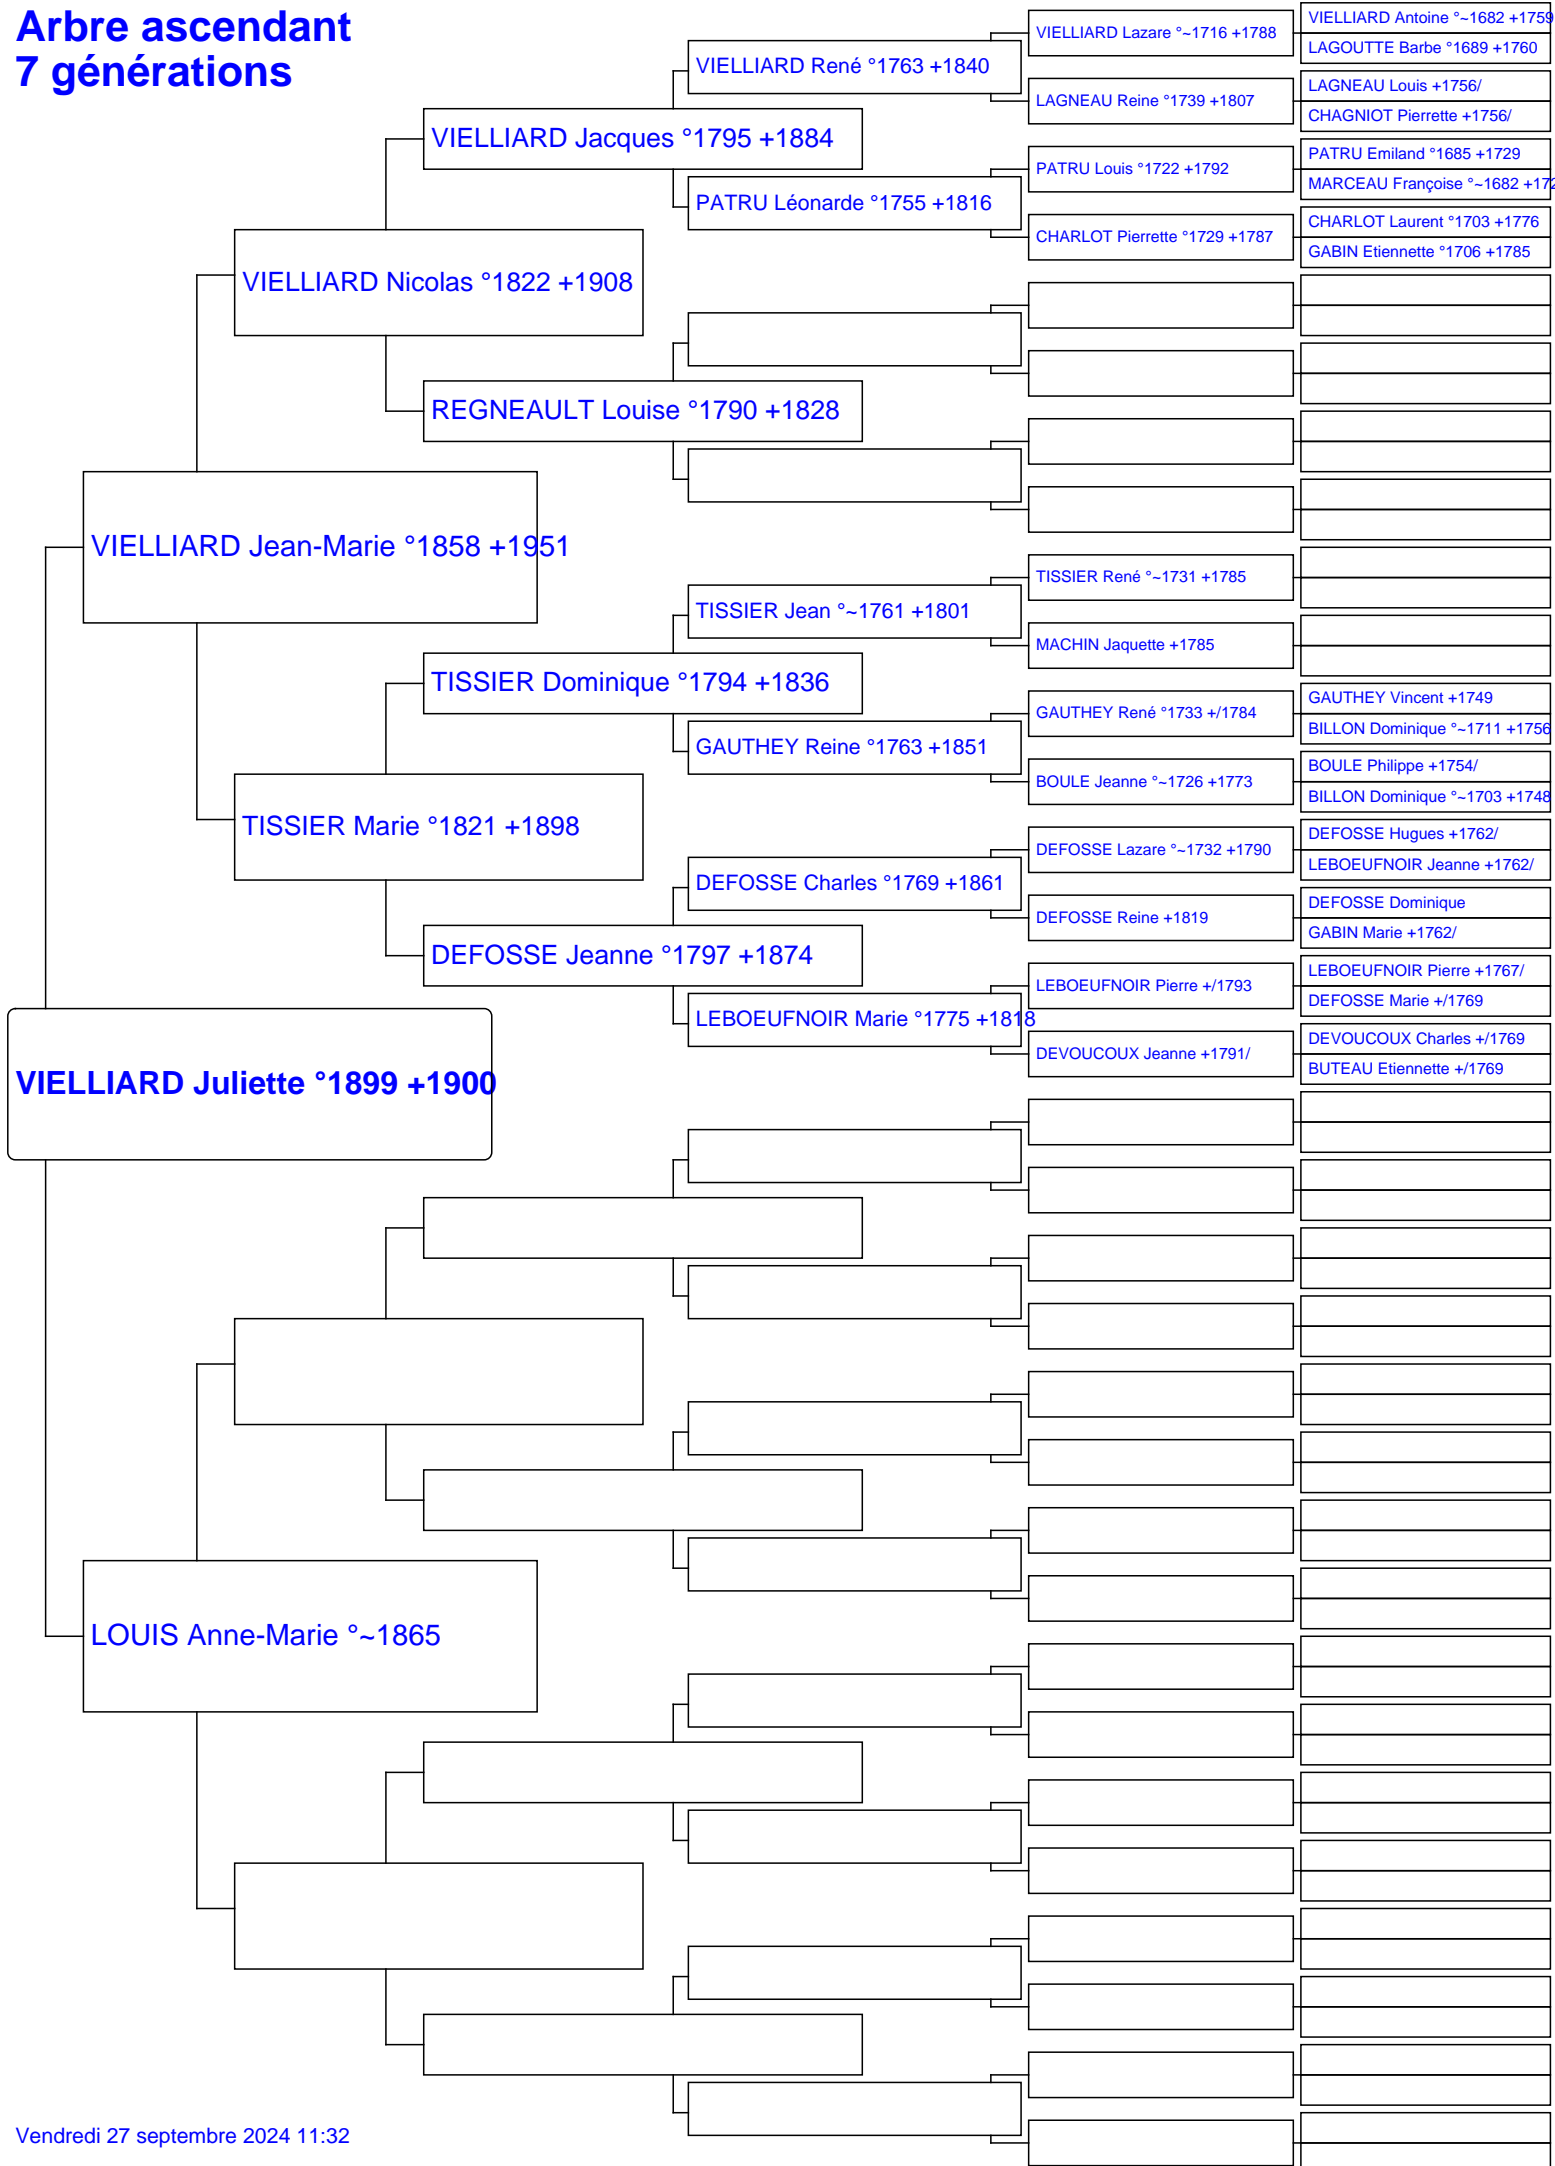 Arbre ascendant
7 générations
VIELLIARD Juliette °1899 +1900
VIELLIARD Jean-Marie °1858 +1951
LOUIS Anne-Marie °~1865
VIELLIARD Nicolas °1822 +1908
TISSIER Marie °1821 +1898
VIELLIARD Jacques °1795 +1884
REGNEAULT Louise °1790 +1828
TISSIER Dominique °1794 +1836
DEFOSSE Jeanne °1797 +1874
VIELLIARD René °1763 +1840
PATRU Léonarde °1755 +1816
TISSIER Jean °~1761 +1801
GAUTHEY Reine °1763 +1851
DEFOSSE Charles °1769 +1861
LEBOEUFNOIR Marie °1775 +1818
VIELLIARD Lazare °~1716 +1788
LAGNEAU Reine °1739 +1807
PATRU Louis °1722 +1792
CHARLOT Pierrette °1729 +1787
TISSIER René °~1731 +1785
MACHIN Jaquette +1785
GAUTHEY René °1733 +/1784
BOULE Jeanne °~1726 +1773
DEFOSSE Lazare °~1732 +1790
DEFOSSE Reine +1819
LEBOEUFNOIR Pierre +/1793
DEVOUCOUX Jeanne +1791/
VIELLIARD Antoine °~1682 +1759
LAGOUTTE Barbe °1689 +1760
LAGNEAU Louis +1756/
CHAGNIOT Pierrette +1756/
PATRU Emiland °1685 +1729
MARCEAU Françoise °~1682
CHARLOT Laurent °1703 +1776
GABIN Etiennette °1706 +1785
GAUTHEY Vincent +1749
BILLON Dominique °~1711 +1756
BOULE Philippe +1754/
BILLON Dominique °~1703 +1748
DEFOSSE Hugues +1762/
LEBOEUFNOIR Jeanne +1762/
DEFOSSE Dominique
GABIN Marie +1762/
LEBOEUFNOIR Pierre +1767/
DEFOSSE Marie +/1769
DEVOUCOUX Charles +/1769
BUTEAU Etiennette +/1769
Vendredi 27 septembre 2024 11:32